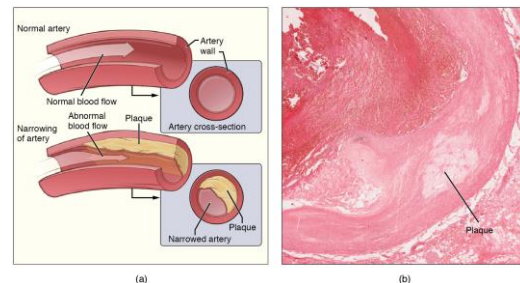 Normal artery
Artery
wall
Normal blood flow
Artery cross-section
Abnormal
blood flow
Plaque
Narrowing
of artery
Plaque
Narrowed artery
(a)
Plaque
(b)